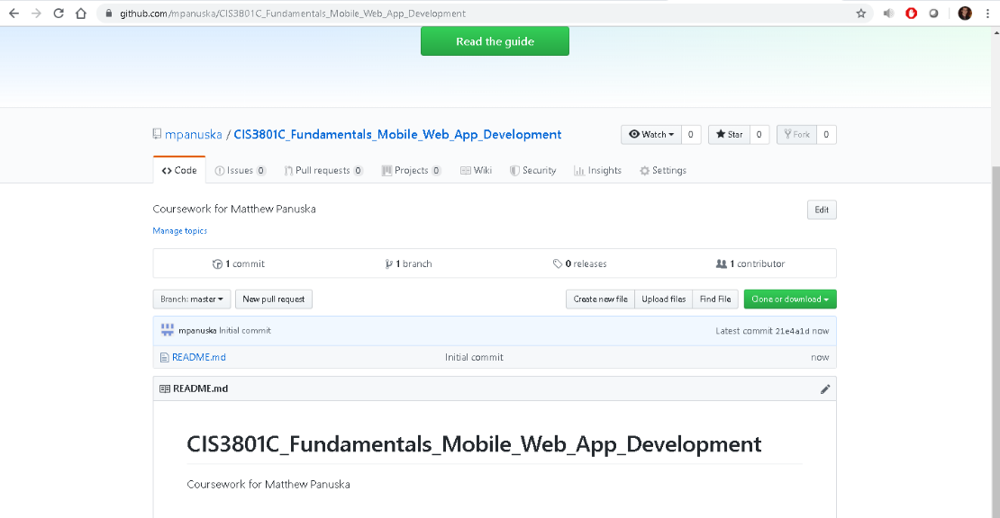 github.com/mpanuska/CIS3801C_Fundamentals_Mobile_Web_App_Development
Read the guide
mpanuska / CIS3801C_Fundamentals_Mobile_Web_App_Development Watch 0 Star 0 Fork 0
Code Issues 0 Pull requests 0 Projects 0 Wiki Security Insights Settings
Coursework for Matthew Panuska Edit
Manage topics
1 commit 1 branch 0 releases 1 contributor
Branch: master New pull request Create new file Upload files Find File Clone or download
mpanuska Initial commit Latest commit 21e4a1d now
README.md Initial commit now
README.md
CIS3801C_Fundamentals_Mobile_Web_App_Development
Coursework for Matthew Panuska